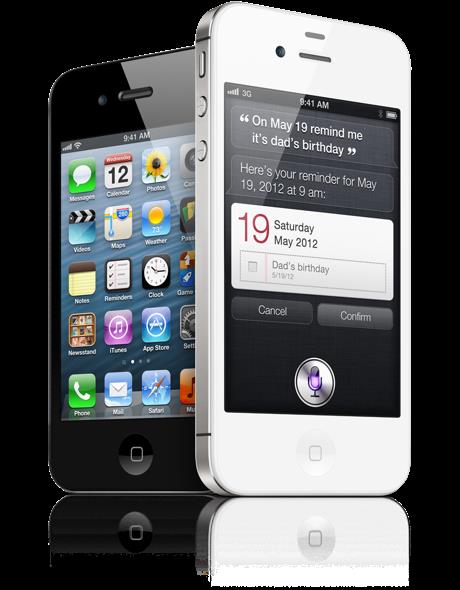 9:41 AM
Wednesday
12
Messages Calendar Photos
280
73°
Videos Maps Weather
Notes Reminders Clock Game
Newsstand iTunes App Store
Phone Mail Safari
3G 9:41 AM
“ On May 19 remind me
it's dad's birthday ”
Here's your reminder for May
19, 2012 at 9 am:
19 Saturday
May 2012
Dad's birthday
5/19/12
Cancel Confirm